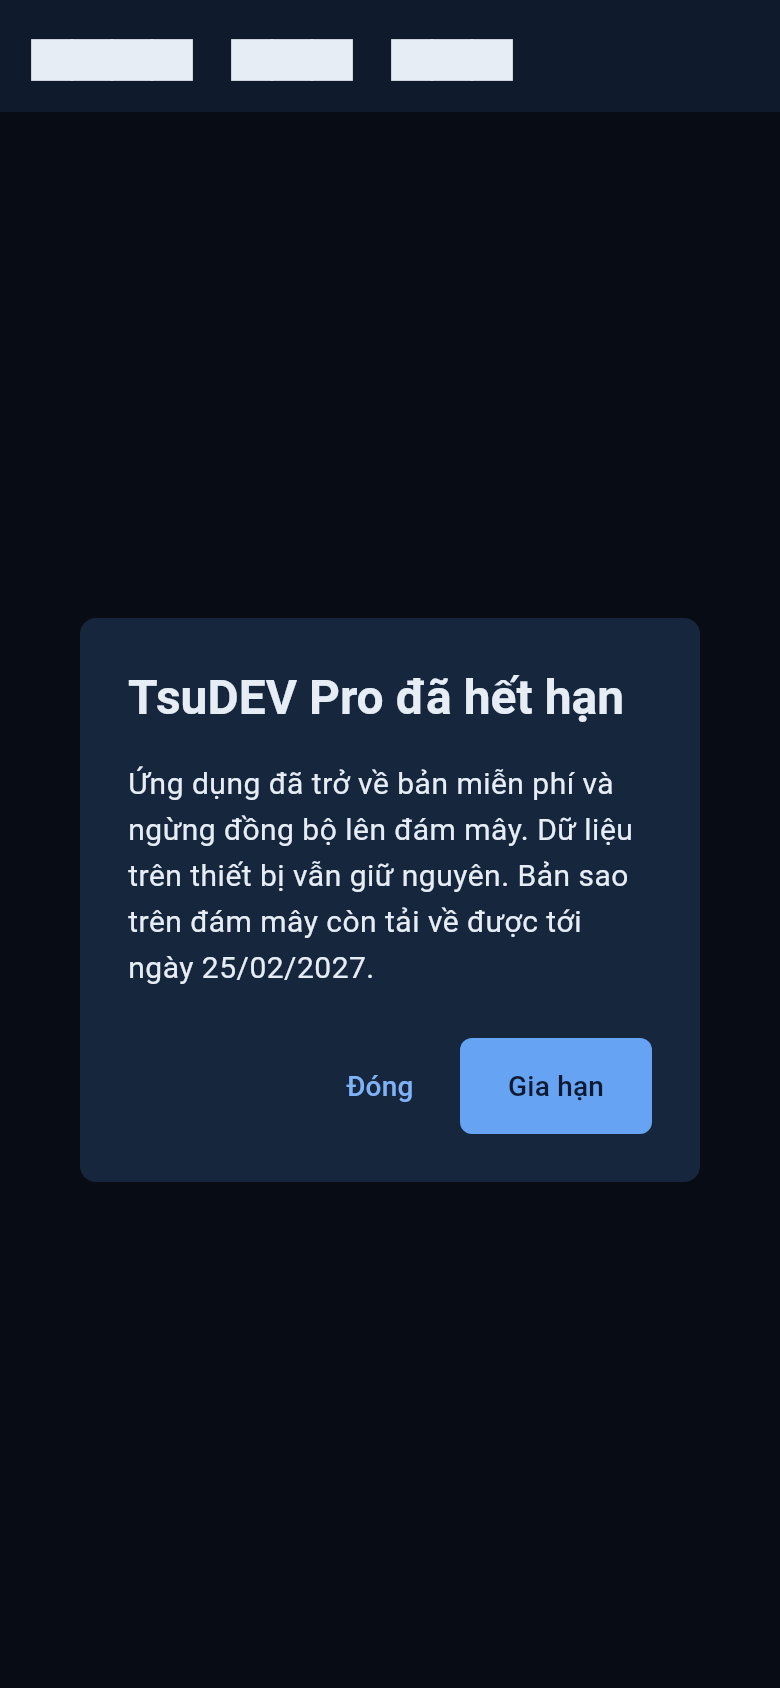 TsuDEV Pro đã hết hạn
Ứng dụng đã trở về bản miễn phí và
ngừng đồng bộ lên đám mây. Dữ liệu
trên thiết bị vẫn giữ nguyên. Bản sao
trên đám mây còn tải về được tới
ngày 25/02/2027.
Đóng
Gia hạn